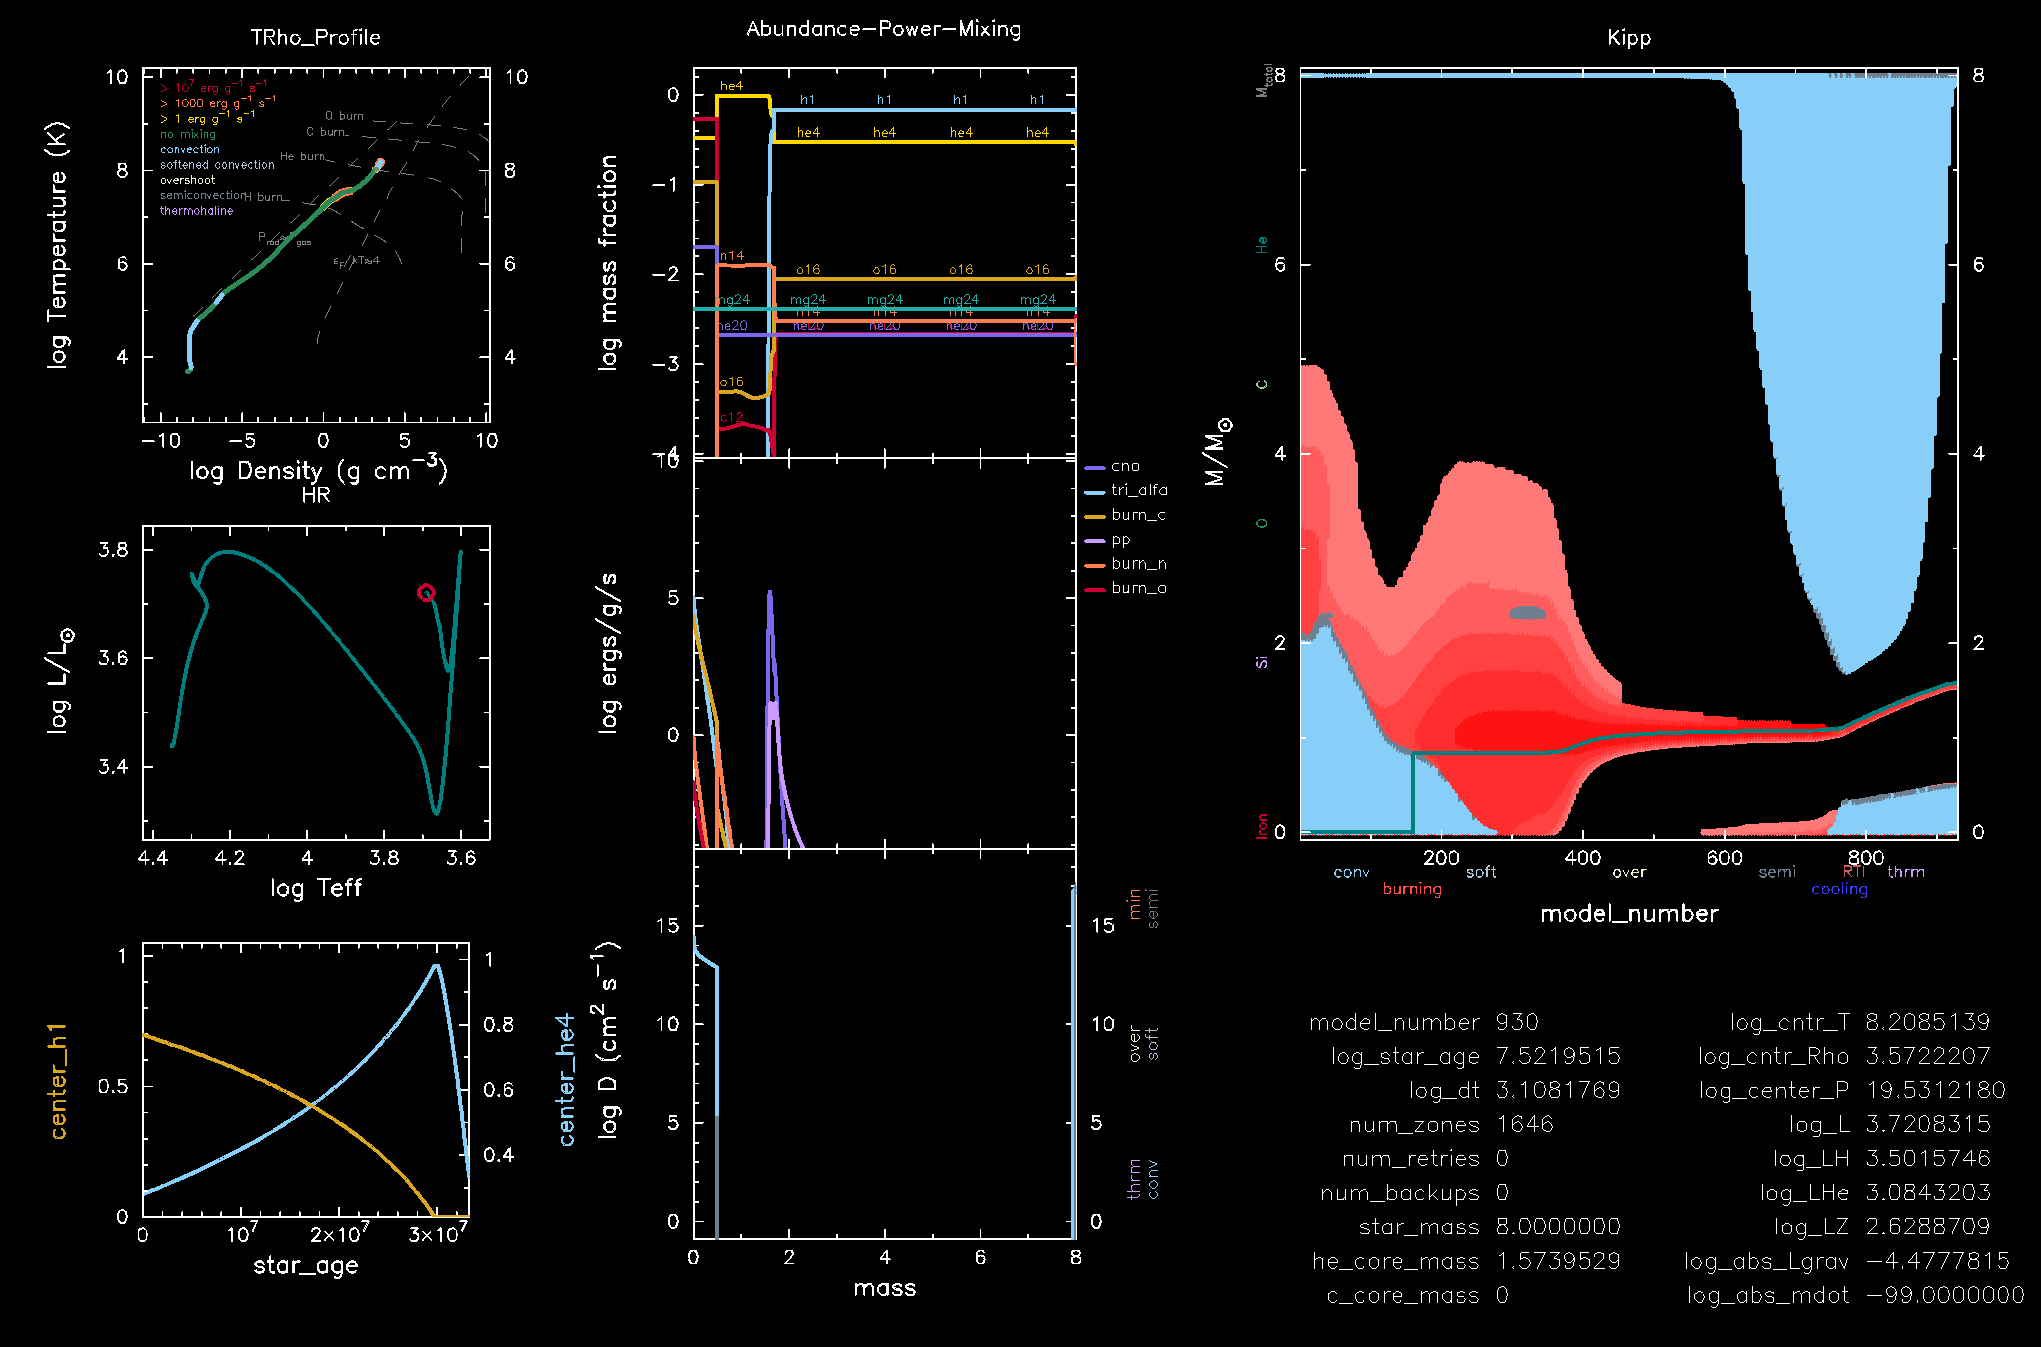 TRho_Profile
10
8
6
4
10
8
6
4
> 10⁷ erg g⁻¹ s⁻¹
> 1000 erg g⁻¹ s⁻¹
> 1 erg g⁻¹ s⁻¹
no mixing
convection
softened convection
overshoot
semiconvection
thermohaline
O burn
C burn
He burn
H burn
log Temperature (K)
−10 −5 0 5 10
log Density (g cm⁻³)
HR
3.8
3.6
3.4
log L/L☉
4.4 4.2 4 3.8 3.6
log Teff
1
0.5
0
center_h1
1
0.8
0.6
0.4
center_he4
0 10⁷ 2×10⁷ 3×10⁷
star_age
Abundance−Power−Mixing
0
−1
−2
−3
−4
log mass fraction
he4
h1 h1 h1 h1
he4 he4 he4 he4
n14
o16 o16 o16 o16
mg24 mg24 mg24 mg24 mg24
o16
c12
10
5
0
log ergs/g/s
cno
tri_alfa
burn_c
pp
burn_n
burn_o
15
10
5
0
log D (cm² s⁻¹)
15
10
5
0
min
semi
over
soft
thrm
conv
0 2 4 6 8
mass
Kipp
8
6
4
2
0
8
6
4
2
0
M/M☉
M_total
He
C
O
Si
Iron
200 400 600 800
conv soft over semi RTI thrm
burning cooling
model_number
model_number 930
log_star_age 7.5219515
log_dt 3.1081769
num_zones 1646
num_retries 0
num_backups 0
star_mass 8.0000000
he_core_mass 1.5739529
c_core_mass 0
log_cntr_T 8.2085139
log_cntr_Rho 3.5722207
log_center_P 19.5312180
log_L 3.7208315
log_LH 3.5015746
log_LHe 3.0843203
log_LZ 2.6288709
log_abs_Lgrav −4.4777815
log_abs_mdot −99.0000000